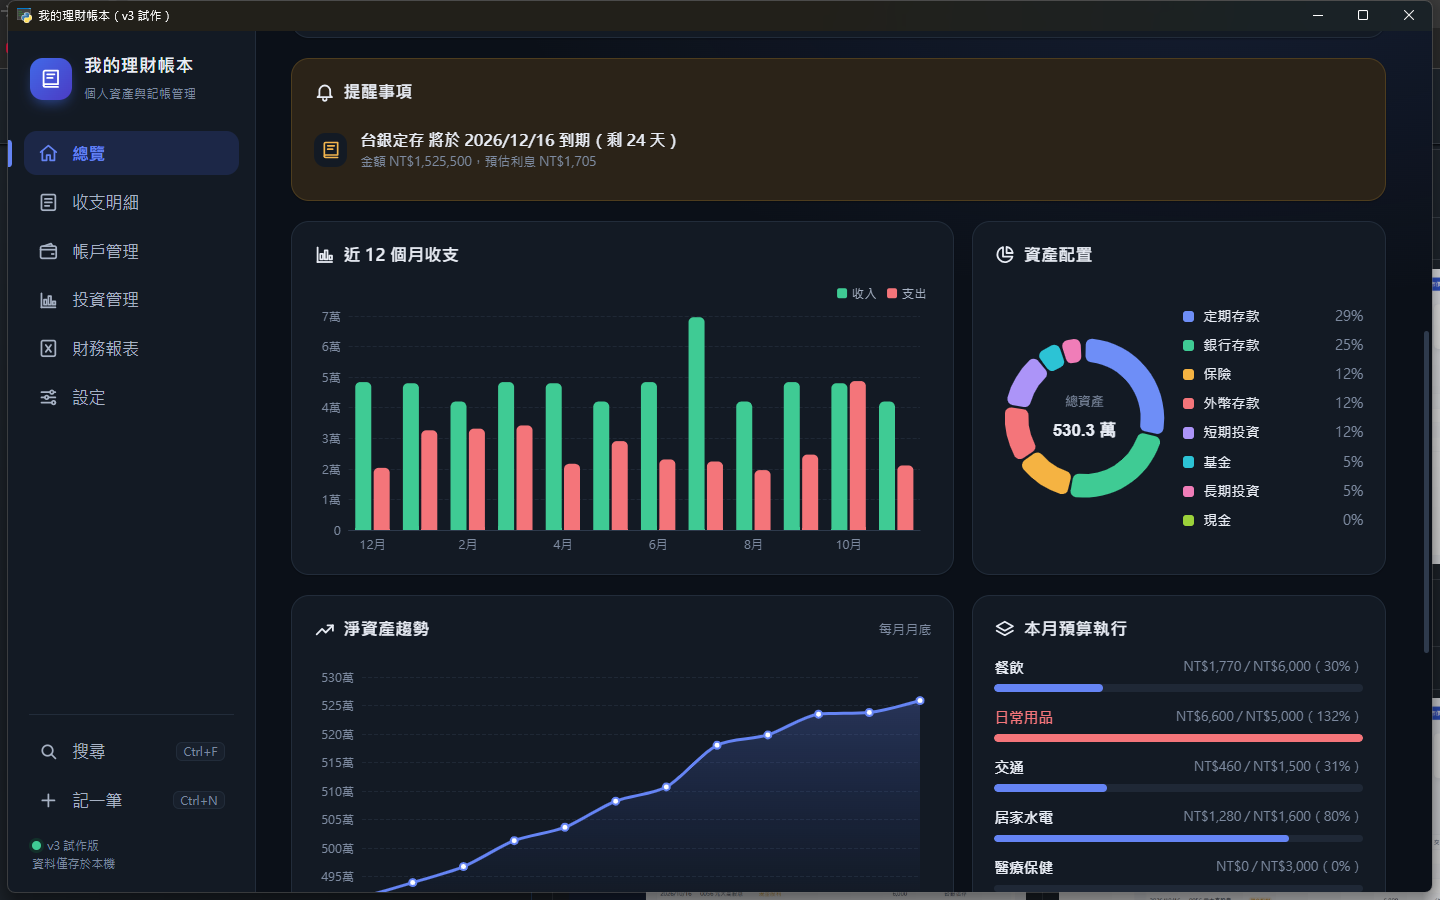 我的理財帳本（v3 試作）
我的理財帳本
個人資產與記帳管理
總覽
收支明細
帳戶管理
投資管理
財務報表
設定
搜尋 Ctrl+F
記一筆 Ctrl+N
v3 試作版
資料僅存於本機
提醒事項
台銀定存 將於 2026/12/16 到期（剩 24 天）
金額 NT$1,525,500，預估利息 NT$1,705
近 12 個月收支
收入 支出
7萬
6萬
5萬
4萬
3萬
2萬
1萬
0
12月 2月 4月 6月 8月 10月
資產配置
總資產
530.3 萬
定期存款 29%
銀行存款 25%
保險 12%
外幣存款 12%
短期投資 12%
基金 5%
長期投資 5%
現金 0%
淨資產趨勢
每月月底
530萬
525萬
520萬
515萬
510萬
505萬
500萬
495萬
本月預算執行
餐飲 NT$1,770 / NT$6,000（30%）
日常用品 NT$6,600 / NT$5,000（132%）
交通 NT$460 / NT$1,500（31%）
居家水電 NT$1,280 / NT$1,600（80%）
醫療保健 NT$0 / NT$3,000（0%）